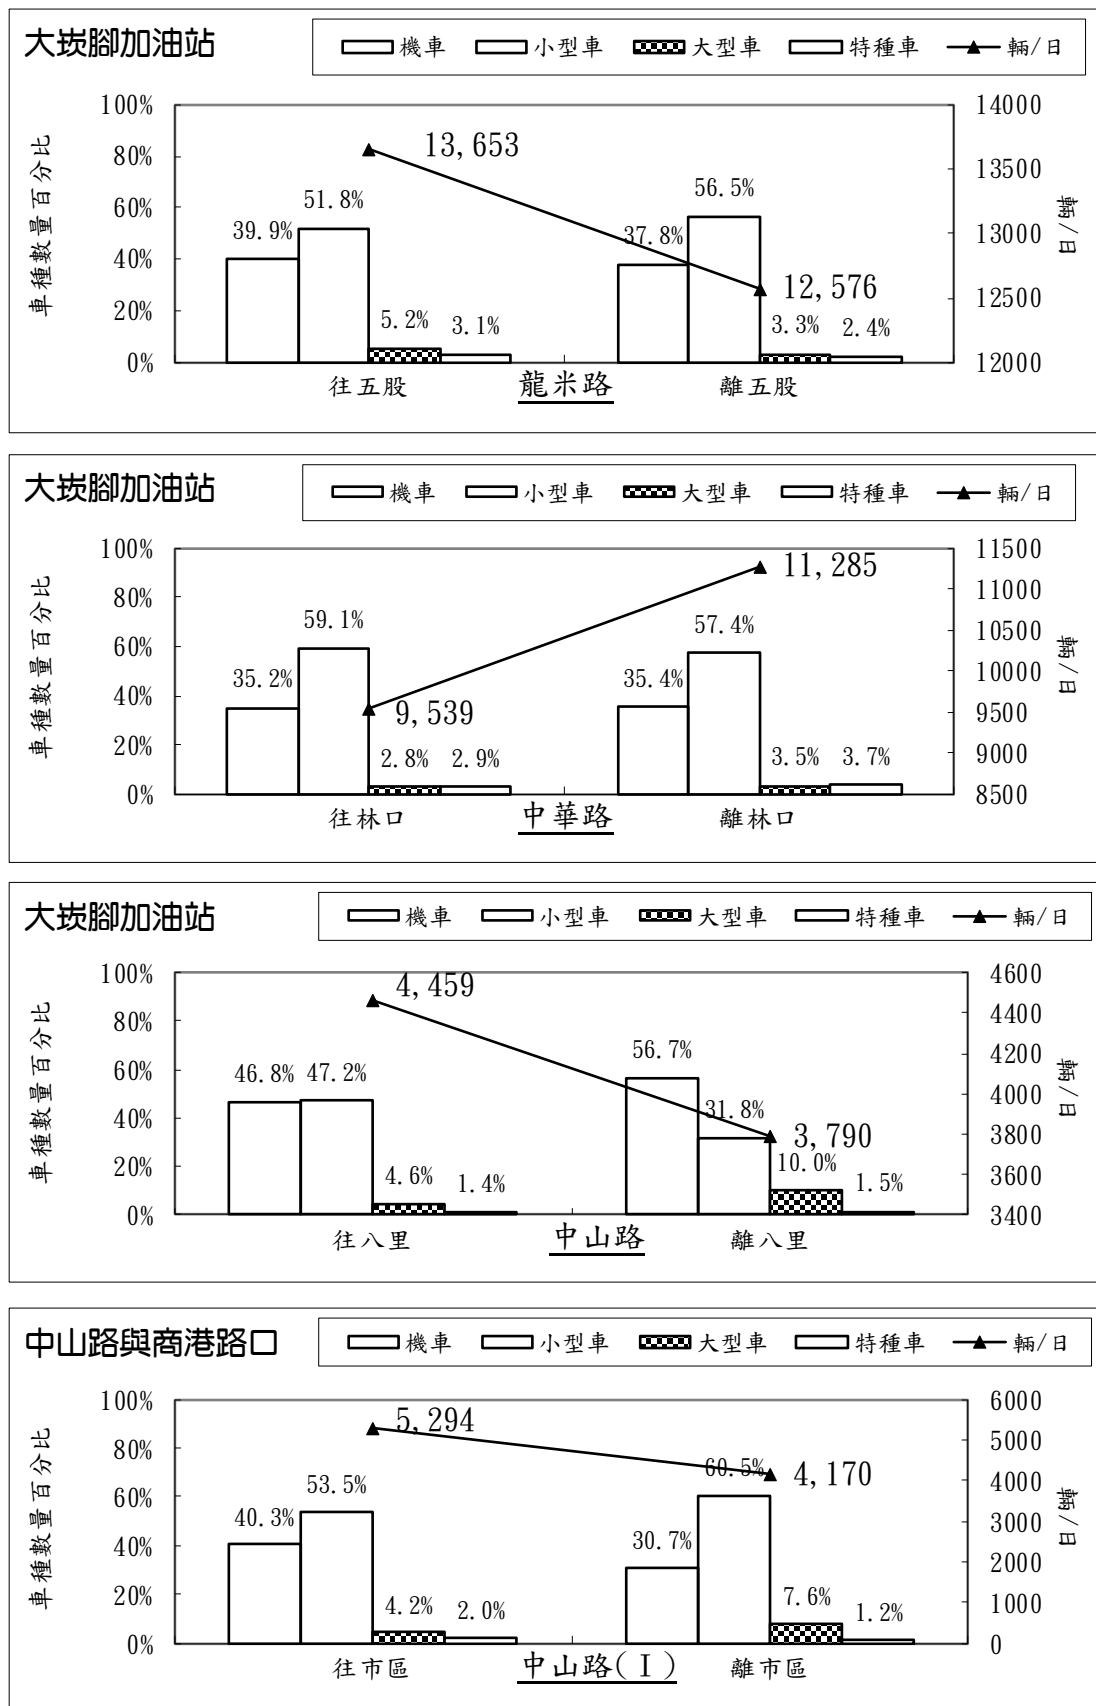 大崁腳加油站
機車 小型車 大型車 特種車 輛/日
車種數量百分比
輛/日
100% 80% 60% 40% 20% 0%
14000 13500 13000 12500 12000
13,653
12,576
39.9% 51.8% 5.2% 3.1%
37.8% 56.5% 3.3% 2.4%
往五股 龍米路 離五股
大崁腳加油站
機車 小型車 大型車 特種車 輛/日
車種數量百分比
輛/日
100% 80% 60% 40% 20% 0%
11500 11000 10500 10000 9500 9000 8500
9,539
11,285
35.2% 59.1% 2.8% 2.9%
35.4% 57.4% 3.5% 3.7%
往林口 中華路 離林口
大崁腳加油站
機車 小型車 大型車 特種車 輛/日
車種數量百分比
輛/日
100% 80% 60% 40% 20% 0%
4600 4400 4200 4000 3800 3600 3400
4,459
3,790
46.8% 47.2% 4.6% 1.4%
56.7% 31.8% 10.0% 1.5%
往八里 中山路 離八里
中山路與商港路口
機車 小型車 大型車 特種車 輛/日
車種數量百分比
輛/日
100% 80% 60% 40% 20% 0%
6000 5000 4000 3000 2000 1000 0
5,294
4,170
40.3% 53.5% 4.2% 2.0%
30.7% 60.5% 7.6% 1.2%
往市區 中山路(I) 離市區